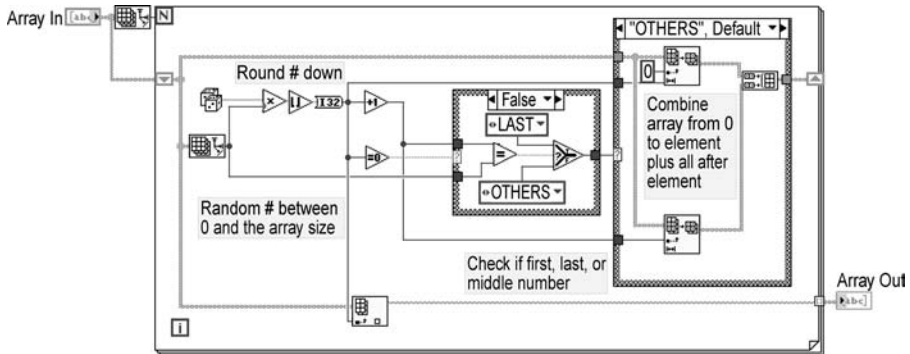 Array In
abc
N
"OTHERS", Default
Round # down
I32
+1
=0
False
LAST
=
?
OTHERS
0
Combine
array from 0
to element
plus all after
element
Random # between
0 and the array size
Check if first, last, or
middle number
Array Out
abc
i